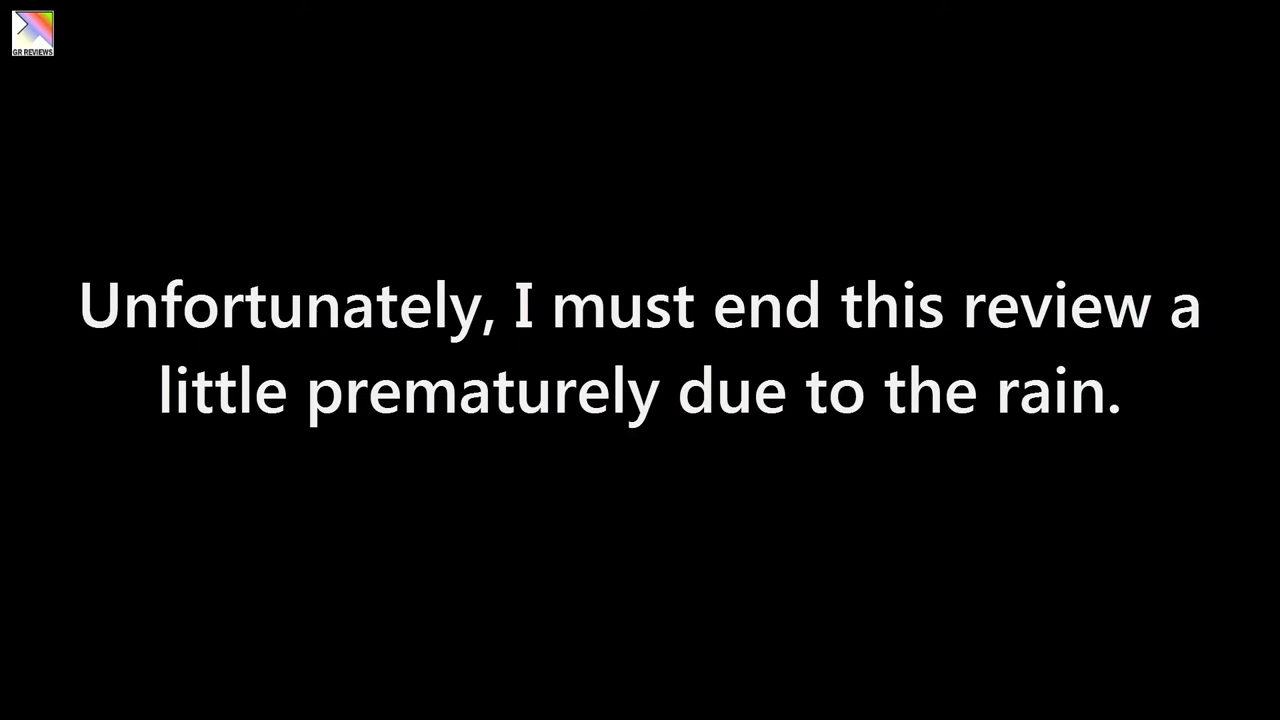 GR REVIEWS
Unfortunately, I must end this review a
little prematurely due to the rain.